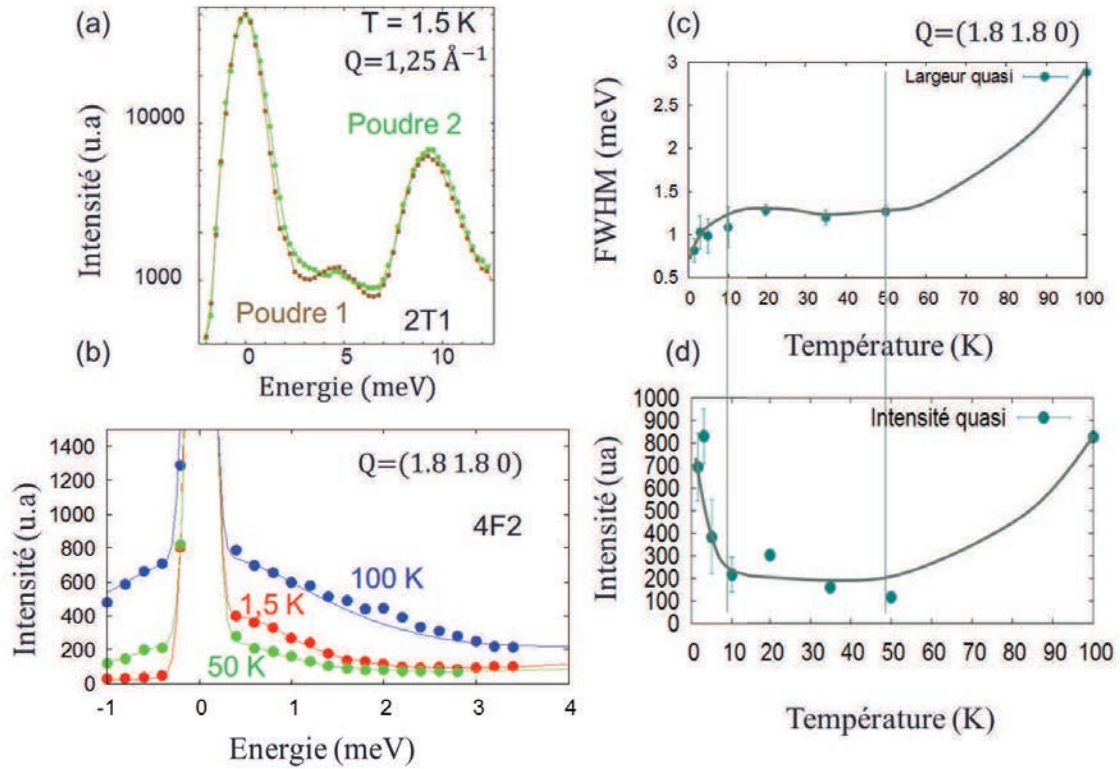 (a)
T = 1.5 K
Q=1,25 Å⁻¹
Poudre 2
Poudre 1
2T1
Intensité (u.a)
10000
1000
0 5 10
Energie (meV)
(b)
Q=(1.8 1.8 0)
4F2
100 K
1,5 K
50 K
Intensité (u.a)
1400
1200
1000
800
600
400
200
0
-1 0 1 2 3 4
Energie (meV)
(c)
Q=(1.8 1.8 0)
Largeur quasi
FWHM (meV)
3
2.5
2
1.5
1
0.5
0 10 20 30 40 50 60 70 80 90 100
Température (K)
(d)
Intensité quasi
Intensité (ua)
1000
900
800
700
600
500
400
300
200
100
0
0 10 20 30 40 50 60 70 80 90 100
Température (K)